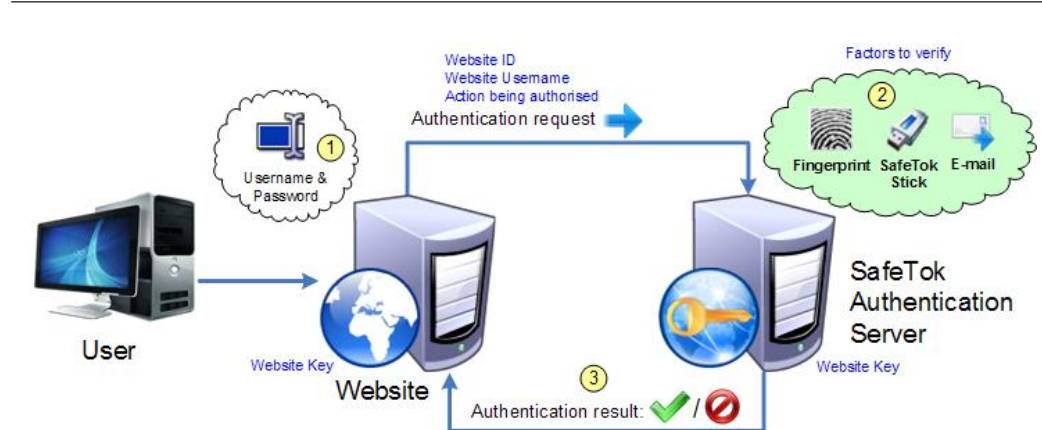 Website ID
Website Username
Action being authorised
Authentication request
Factors to verify
1
Username &
Password
2
Fingerprint
SafeTok
Stick
E-mail
User
Website Key
Website
SafeTok
Authentication
Server
Website Key
3
Authentication result: /